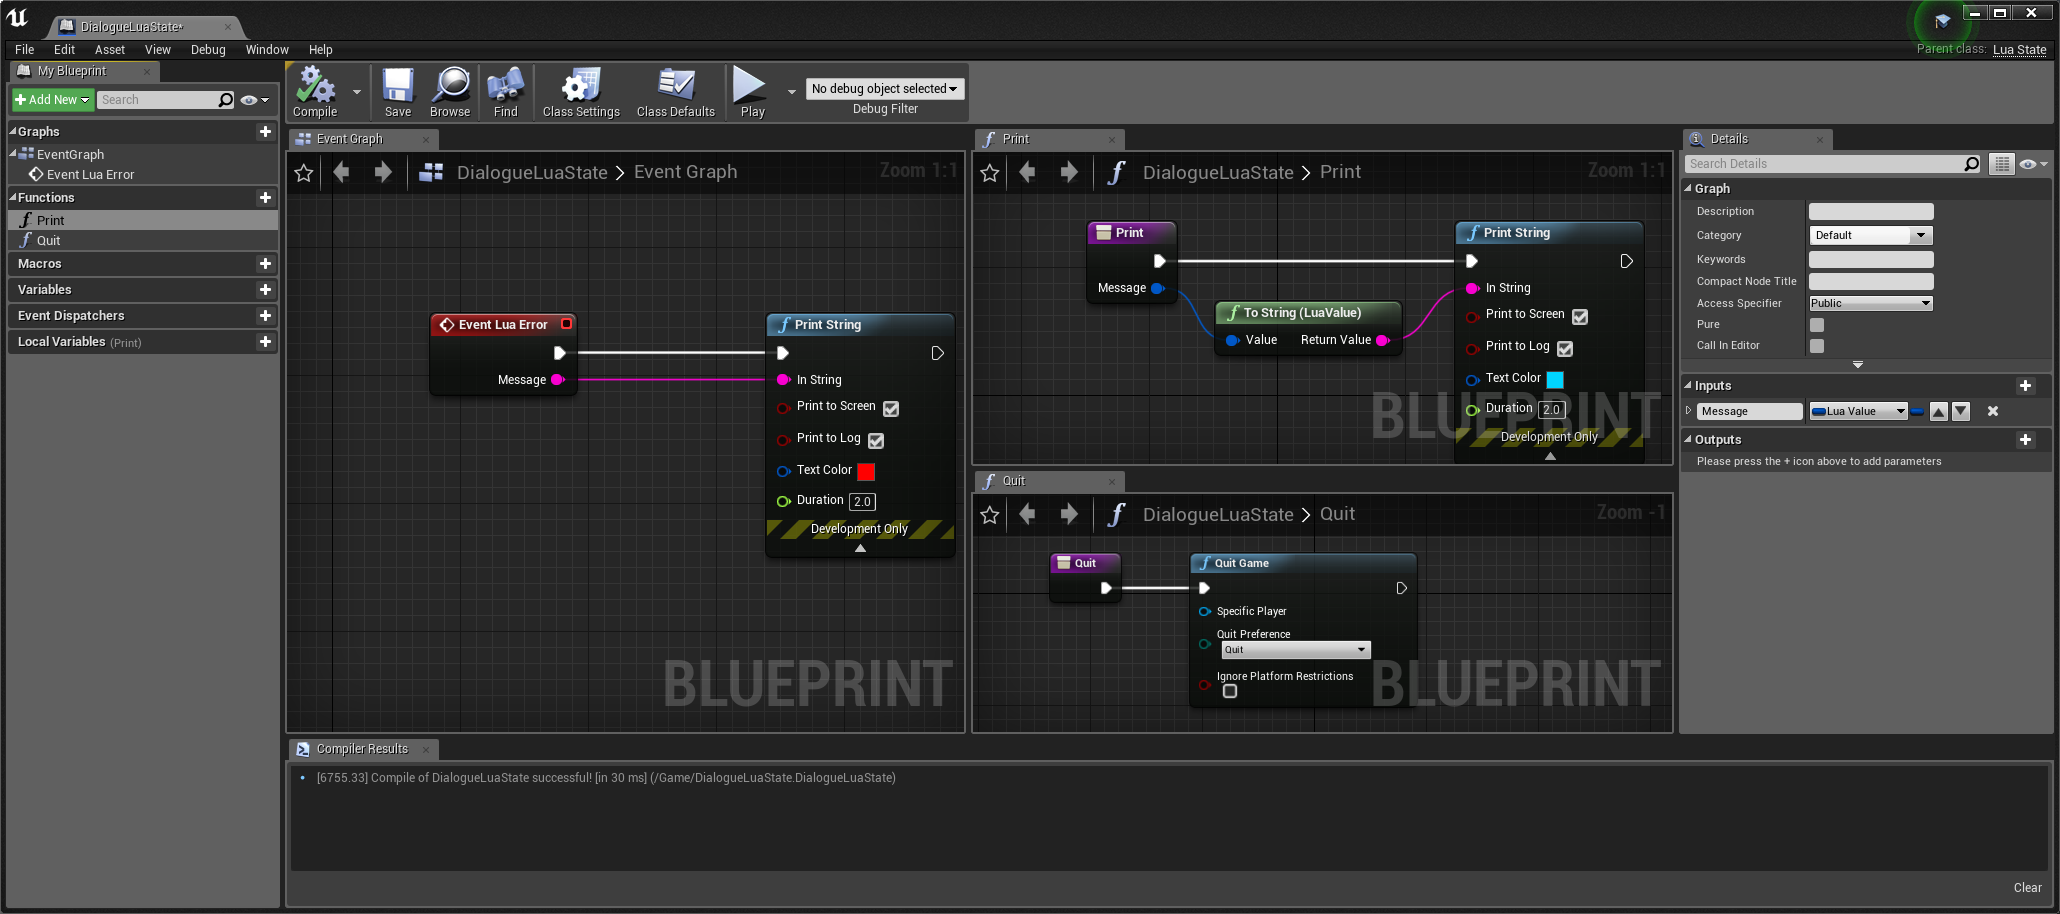 DialogueLuaState*
File Edit Asset View Debug Window Help
Parent class: Lua State
My Blueprint
Add New Search
Graphs
EventGraph
Event Lua Error
Functions
Print
Quit
Macros
Variables
Event Dispatchers
Local Variables (Print)
Compile Save Browse Find Class Settings Class Defaults Play
No debug object selected
Debug Filter
Event Graph
DialogueLuaState > Event Graph Zoom 1:1
Event Lua Error
Message
Print String
In String
Print to Screen
Print to Log
Text Color
Duration 2.0
Development Only
BLUEPRINT
Print
DialogueLuaState > Print Zoom 1:1
Print
Message
To String (LuaValue)
Value Return Value
Print String
In String
Print to Screen
Print to Log
Text Color
Duration 2.0
Development Only
BLUEPRINT
Quit
DialogueLuaState > Quit Zoom -1
Quit
Quit Game
Specific Player
Quit Preference
Quit
Ignore Platform Restrictions
BLUEPRINT
Details
Search Details
Graph
Description
Category Default
Keywords
Compact Node Title
Access Specifier Public
Pure
Call In Editor
Inputs
Message Lua Value
Outputs
Please press the + icon above to add parameters
Compiler Results
[6755.33] Compile of DialogueLuaState successful! [in 30 ms] (/Game/DialogueLuaState.DialogueLuaState)
Clear